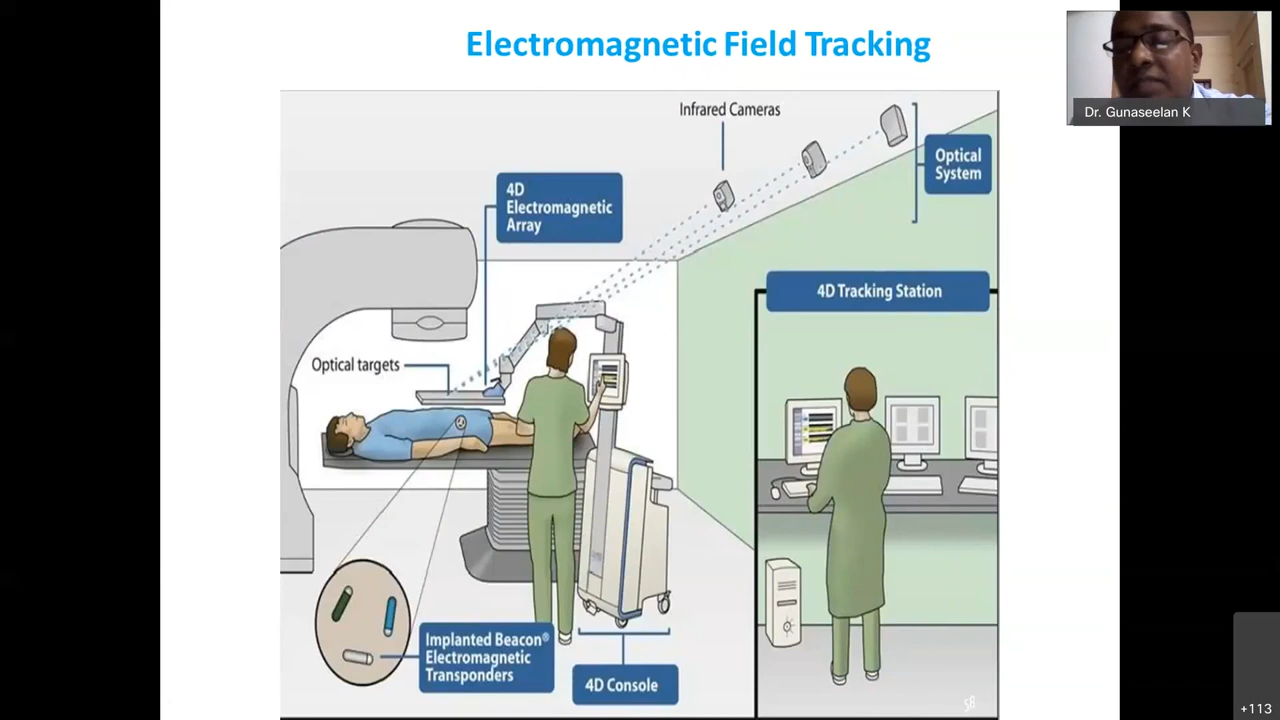 Electromagnetic Field Tracking
Dr. Gunaseelan K
Infrared Cameras
Optical
System
4D
Electromagnetic
Array
4D Tracking Station
Optical targets
Implanted Beacon®
Electromagnetic
Transponders
4D Console
58
+113